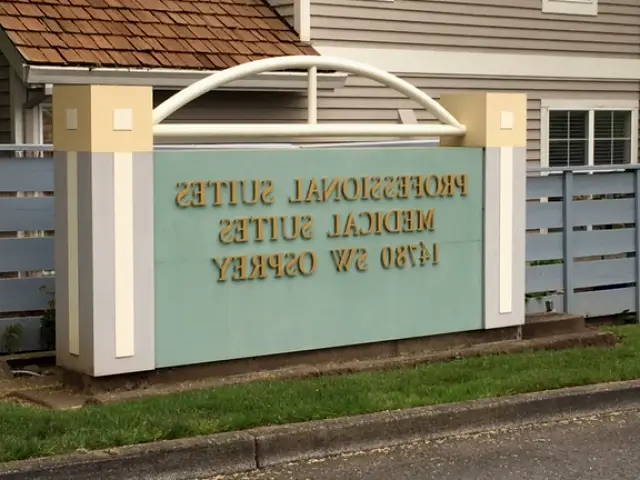 PROFESSIONAL SUITES
MEDICAL SUITES
14780 SW OSPREY